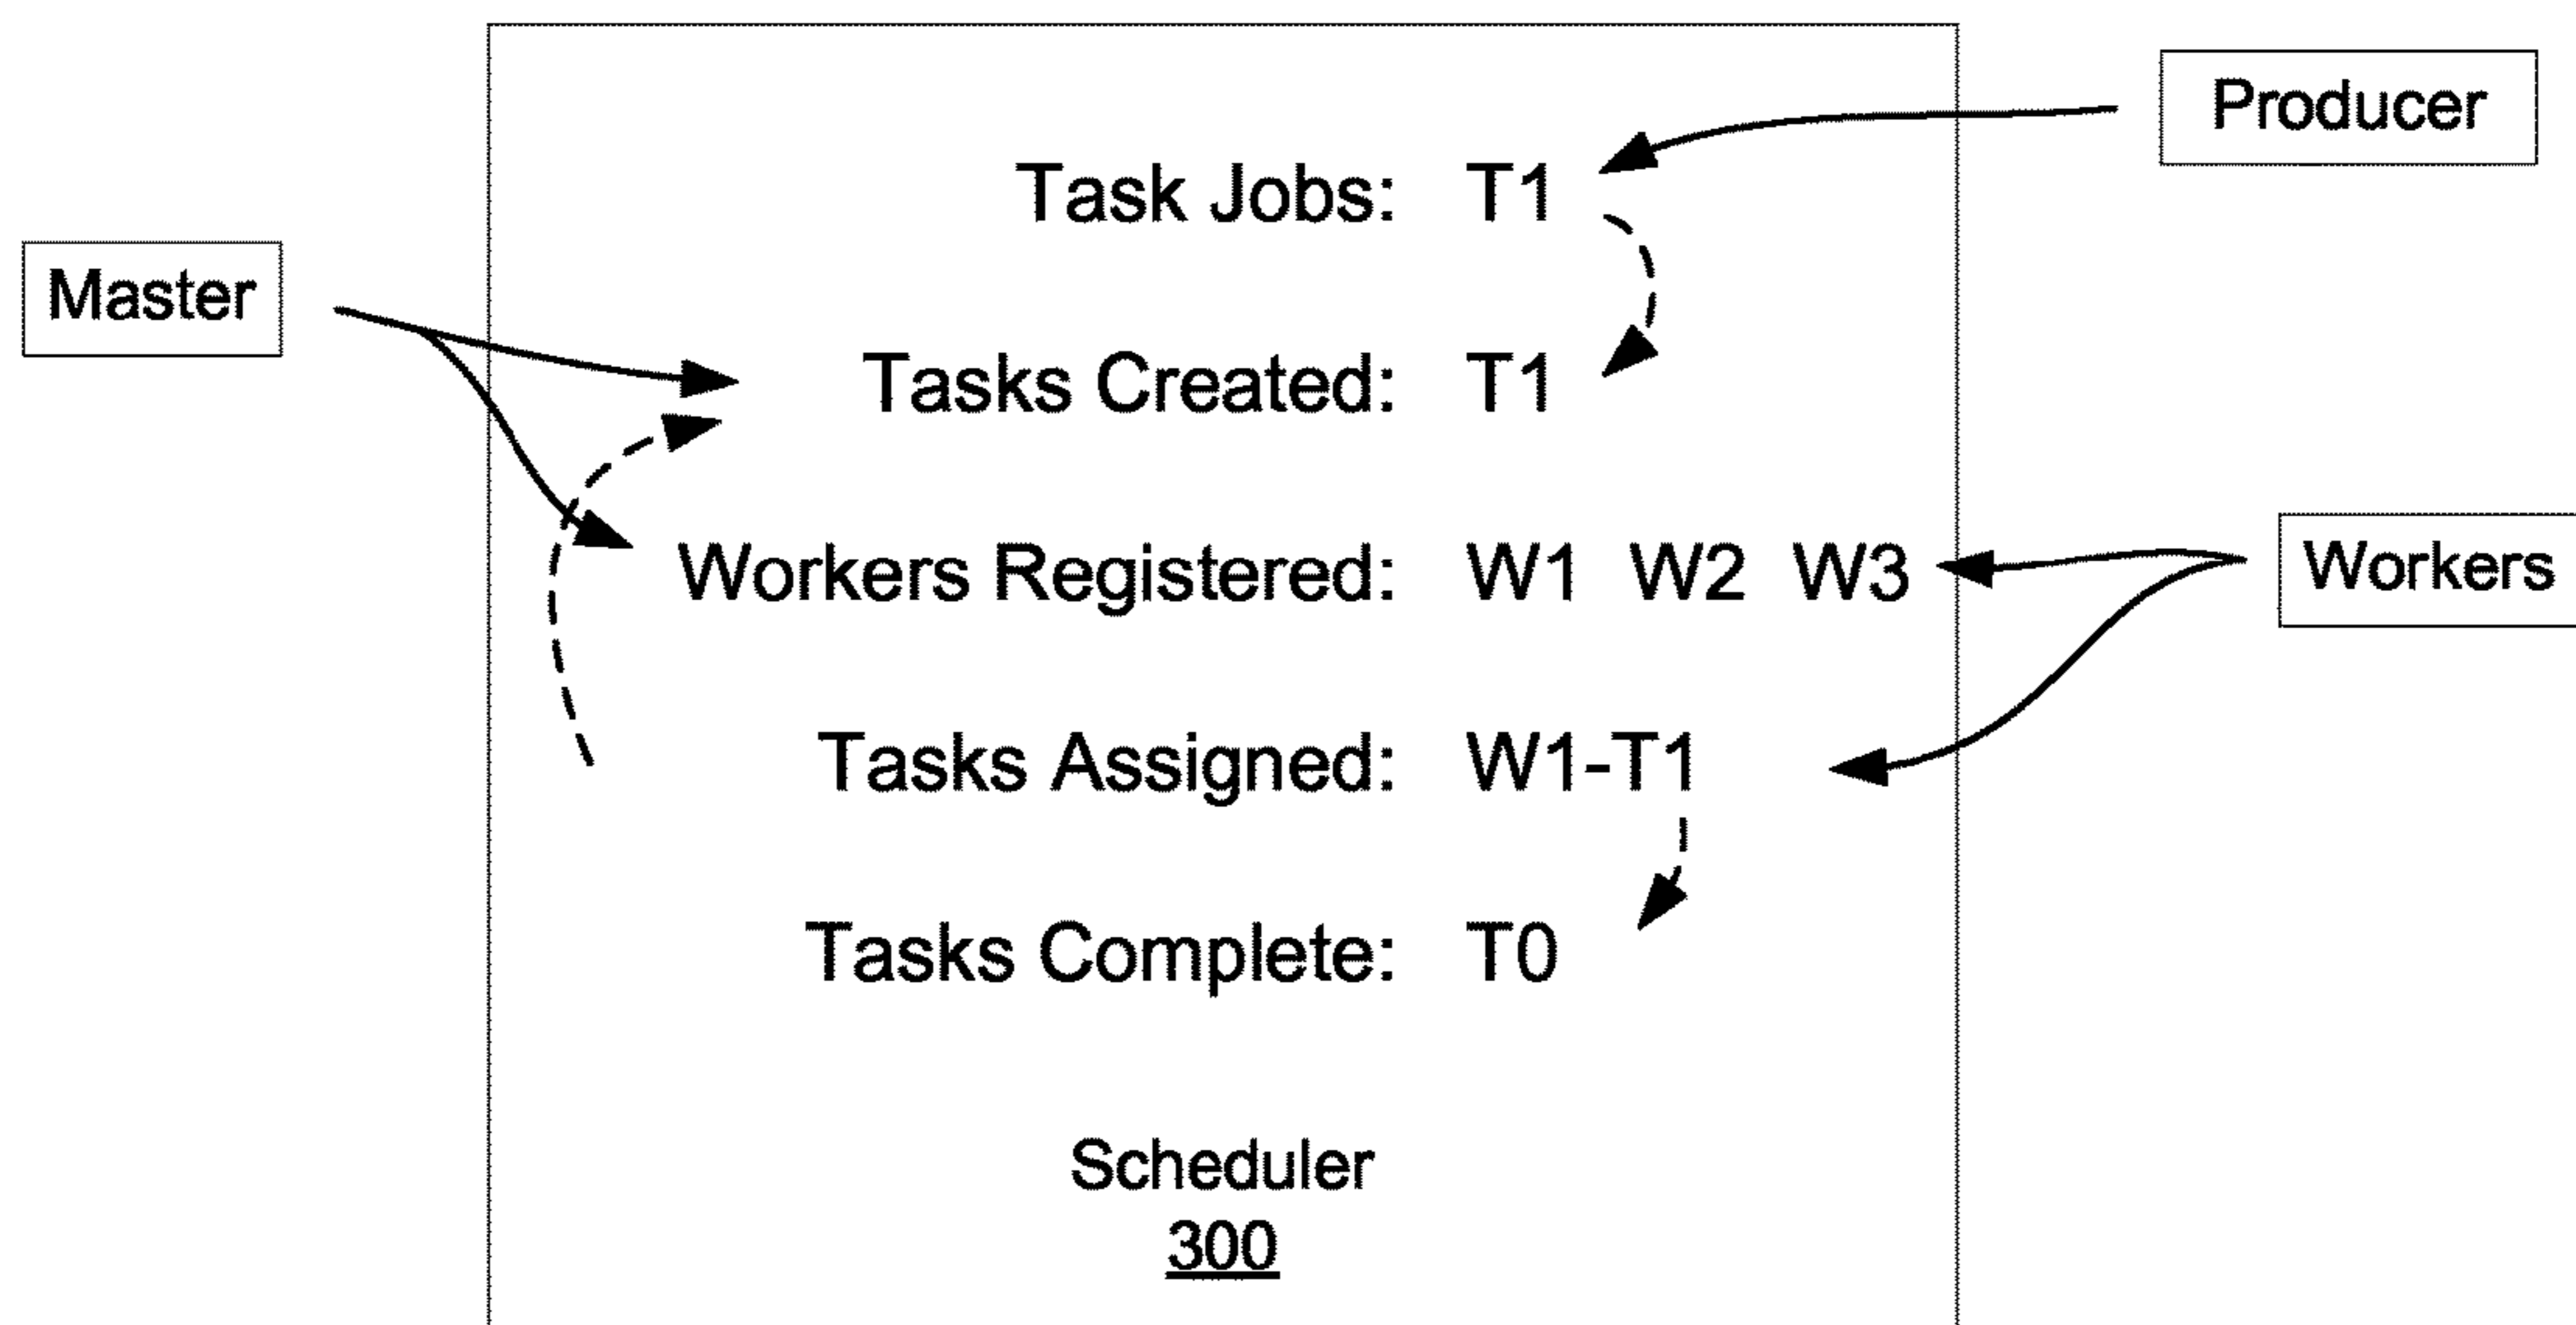 Producer
Task Jobs: T1
Master
Tasks Created: T1
Workers Registered: W1 W2 W3
Workers
Tasks Assigned: W1-T1
Tasks Complete: T0
Scheduler
300